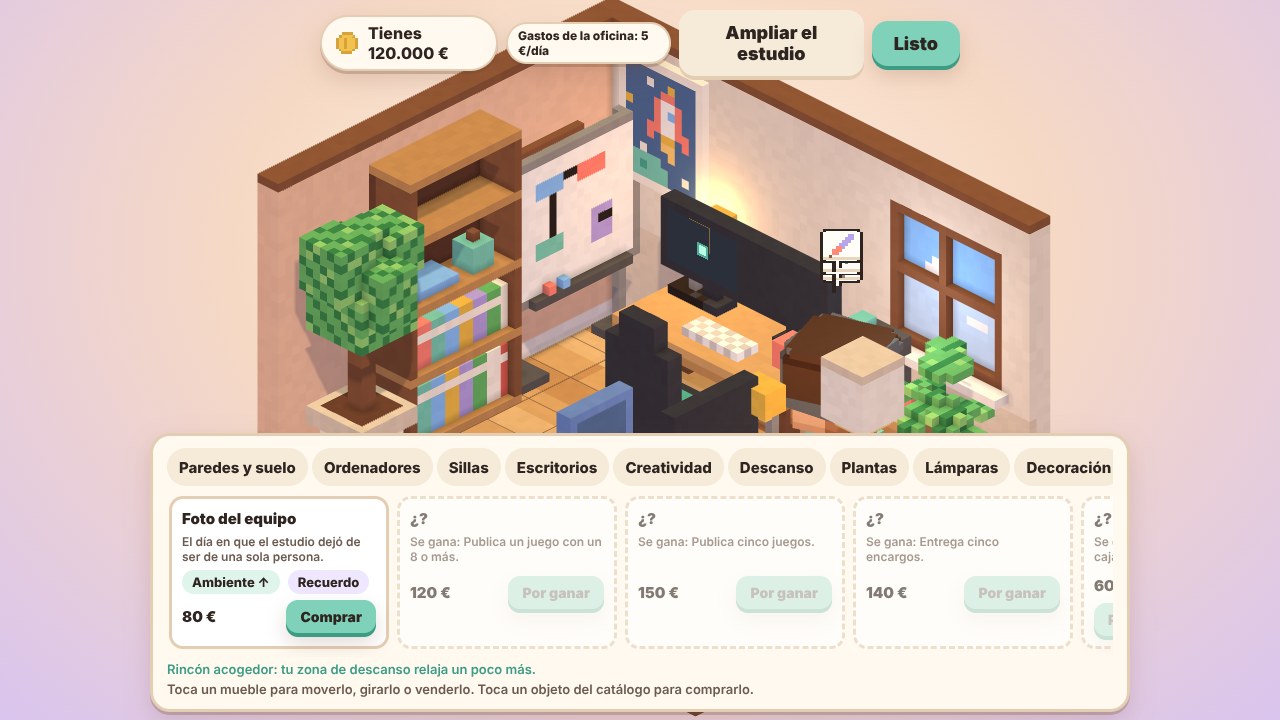 Tienes
120.000 €
Gastos de la oficina: 5
€/día
Ampliar el
estudio
Listo
Paredes y suelo
Ordenadores
Sillas
Escritorios
Creatividad
Descanso
Plantas
Lámparas
Decoración
Foto del equipo
El día en que el estudio dejó de
ser de una sola persona.
Ambiente ↑
Recuerdo
80 €
Comprar
¿?
Se gana: Publica un juego con un
8 o más.
120 €
Por ganar
¿?
Se gana: Publica cinco juegos.
150 €
Por ganar
¿?
Se gana: Entrega cinco
encargos.
140 €
Por ganar
¿?
Se
60
Rincón acogedor: tu zona de descanso relaja un poco más.
Toca un mueble para moverlo, girarlo o venderlo. Toca un objeto del catálogo para comprarlo.